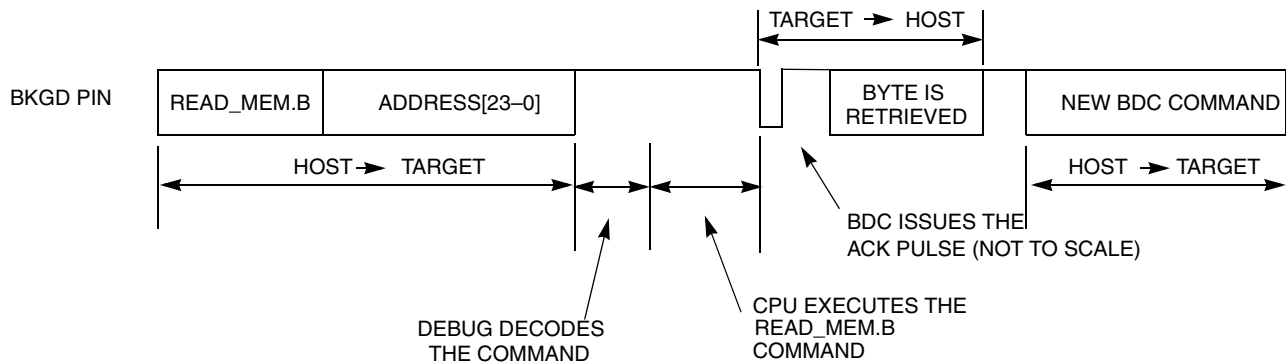 TARGET → HOST
BKGD PIN
READ_MEM.B
ADDRESS[23–0]
BYTE IS
RETRIEVED
NEW BDC COMMAND
HOST → TARGET
HOST → TARGET
BDC ISSUES THE
ACK PULSE (NOT TO SCALE)
DEBUG DECODES
THE COMMAND
CPU EXECUTES THE
READ_MEM.B
COMMAND